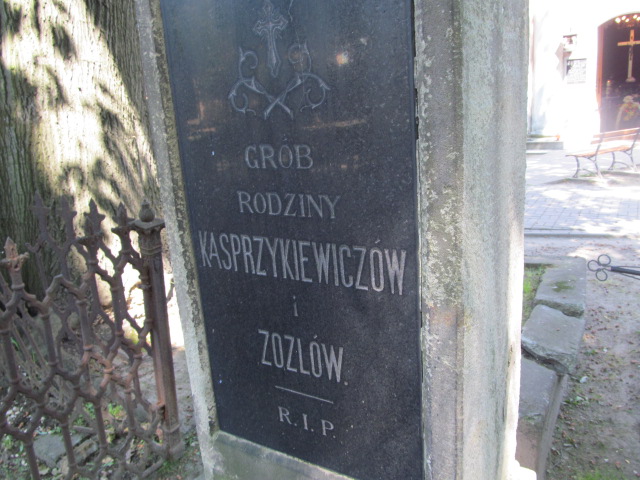 GRÓB
RODZINY
KASPRZYKIEWICZÓW
i
ZOZLÓW.
R.I.P.